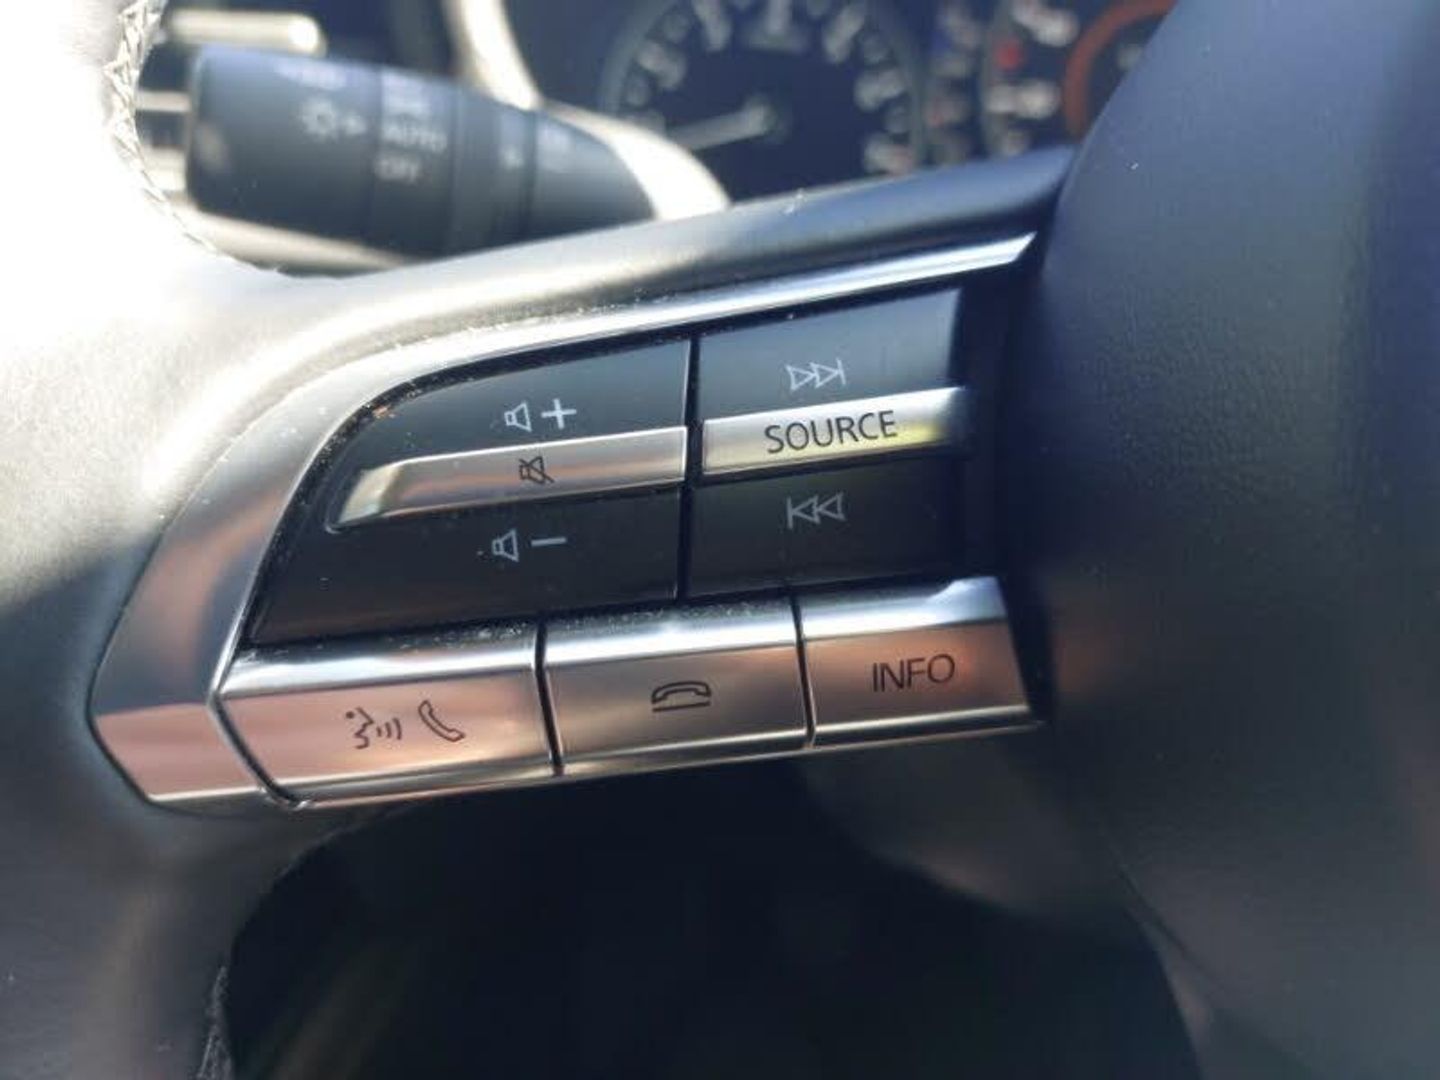 AUTO
OFF
+
SOURCE
−
INFO